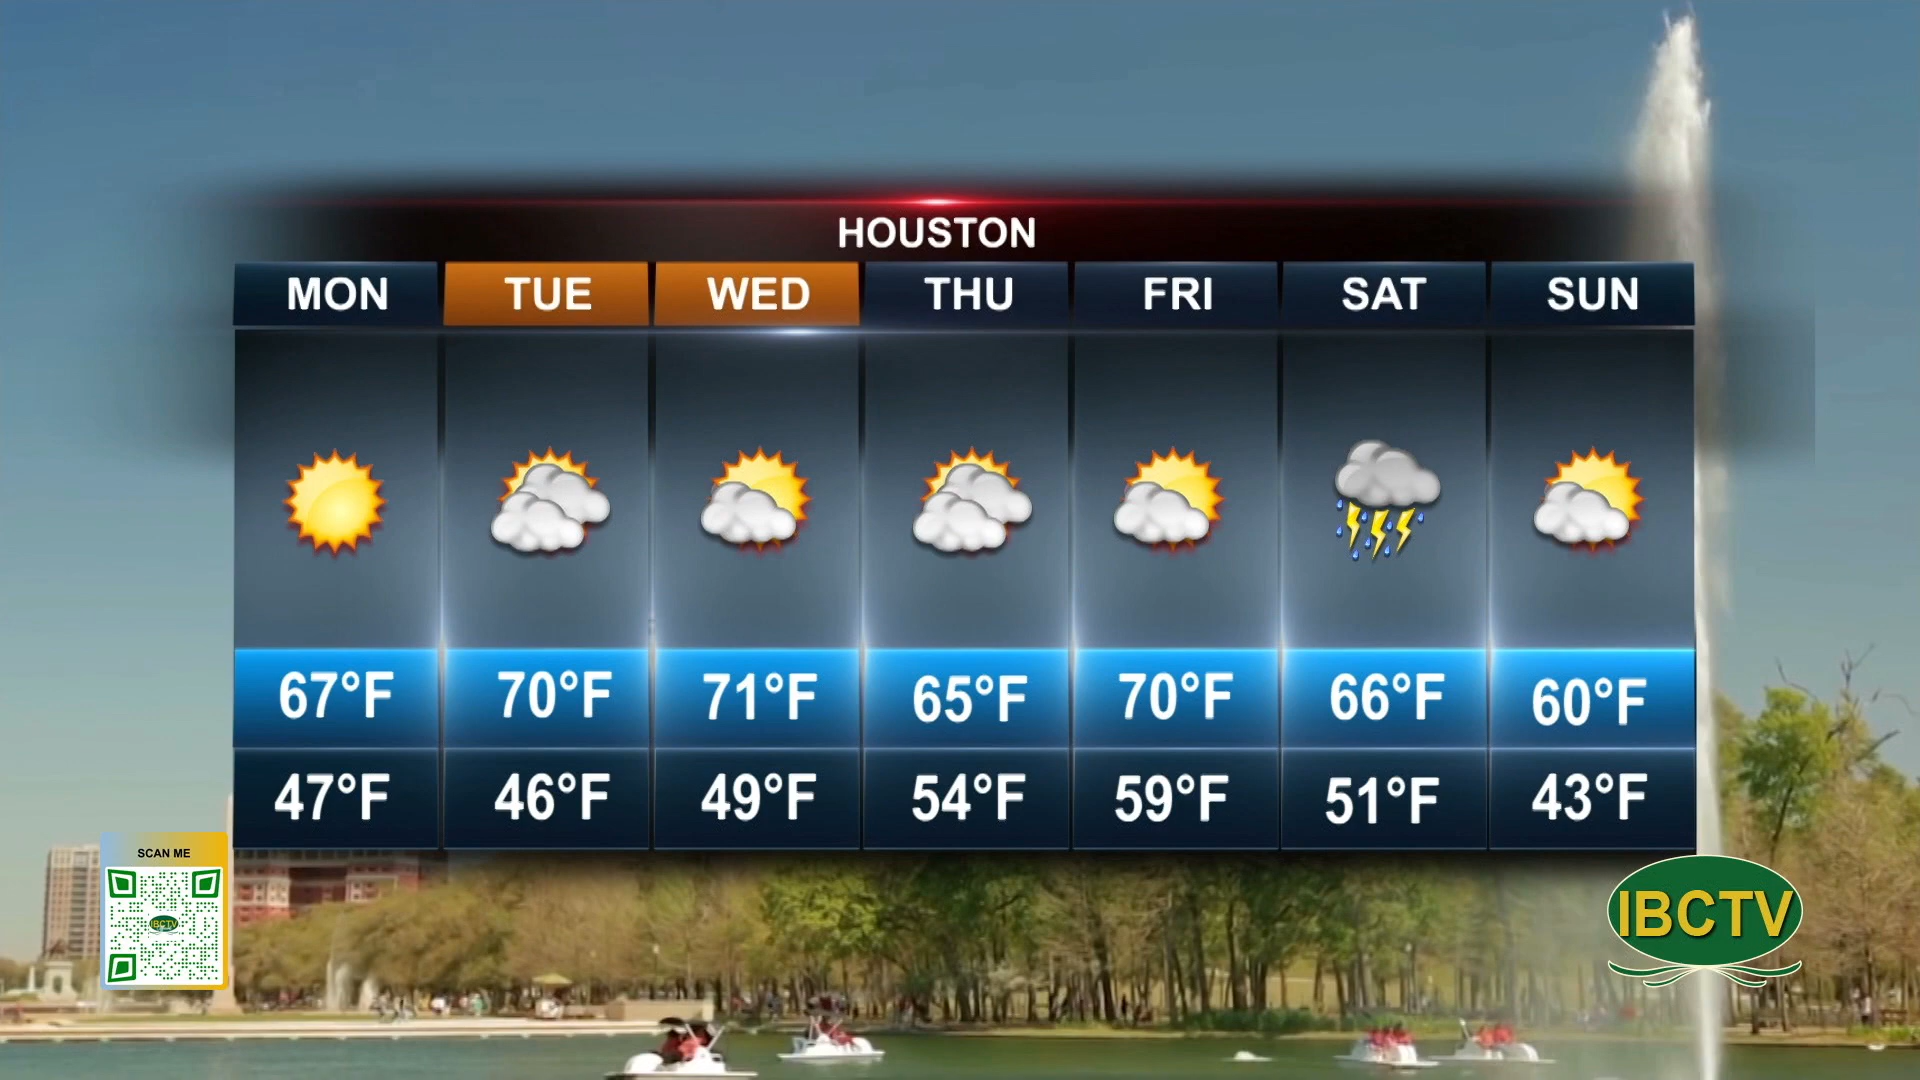 HOUSTON
MON TUE WED THU FRI SAT SUN
67°F 70°F 71°F 65°F 70°F 66°F 60°F
47°F 46°F 49°F 54°F 59°F 51°F 43°F
SCAN ME
IBCTV
IBCTV